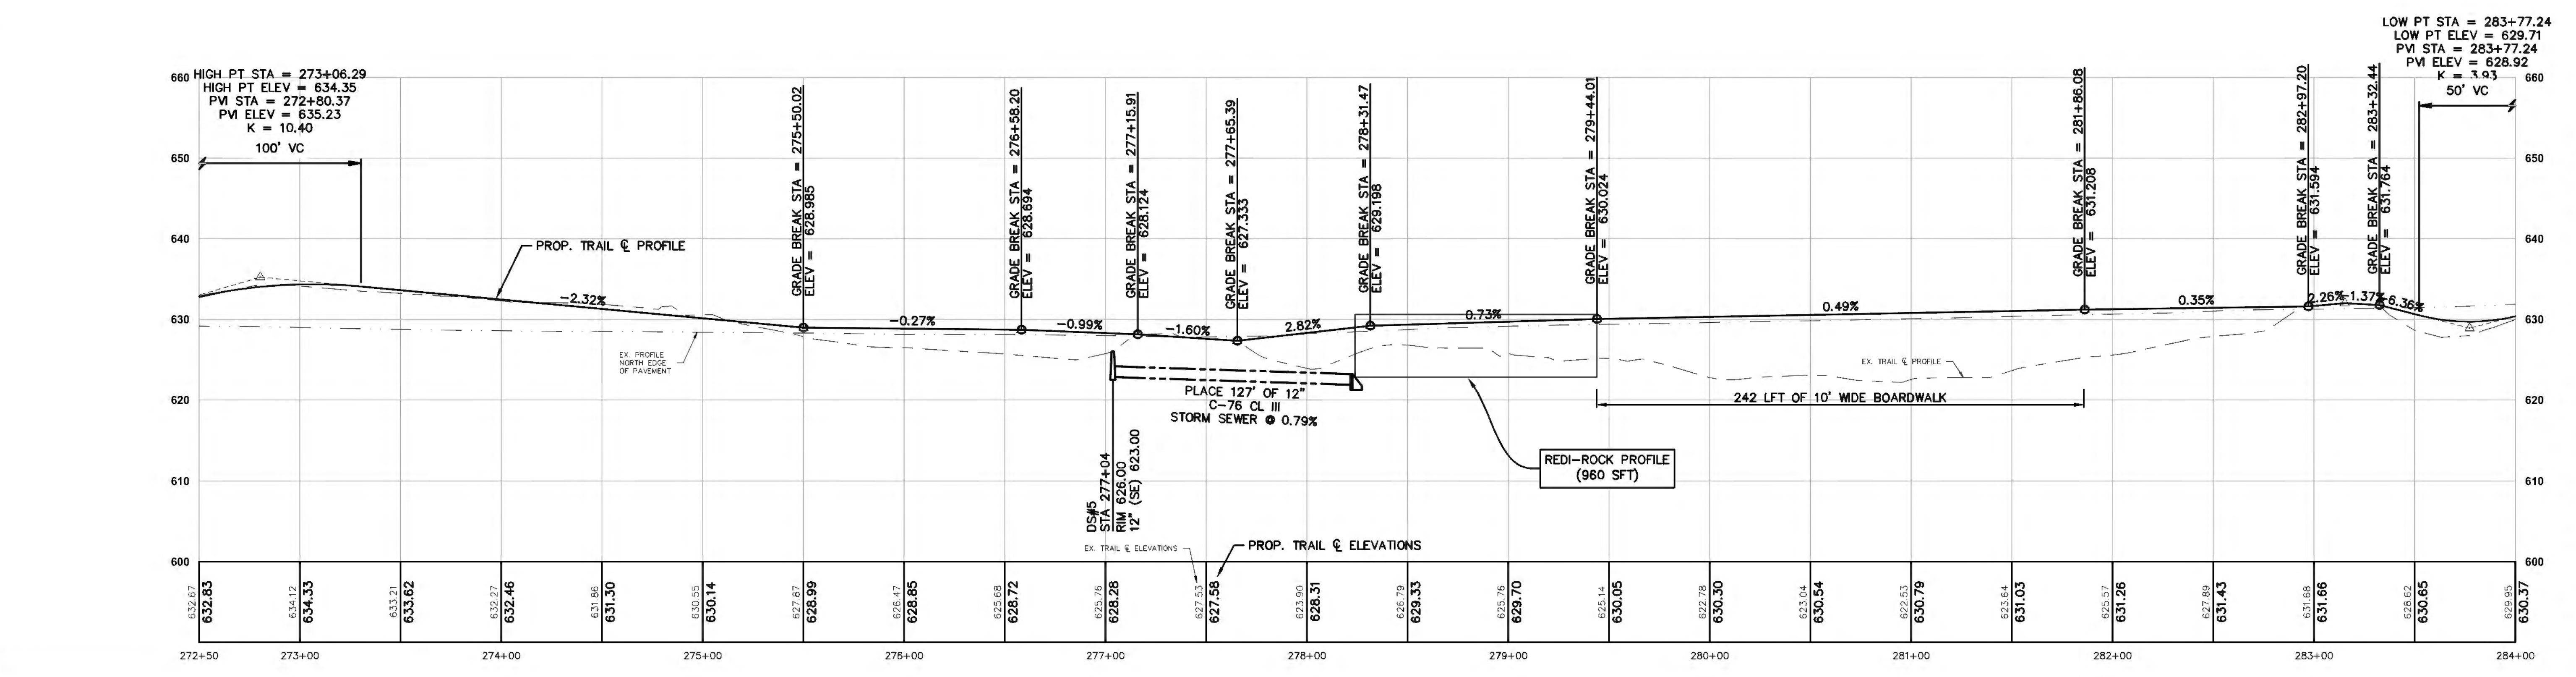 HIGH PT STA = 273+06.29
HIGH PT ELEV = 634.35
PVI STA = 272+80.37
PVI ELEV = 635.23
K = 10.40
100' VC
LOW PT STA = 283+77.24
LOW PT ELEV = 629.71
PVI STA = 283+77.24
PVI ELEV = 628.92
K = 3.93
50' VC
660
650
640
630
620
610
600
660
650
640
630
620
610
600
GRADE BREAK STA = 275+50.02
ELEV = 628.985
GRADE BREAK STA = 276+58.20
ELEV = 628.694
GRADE BREAK STA = 277+15.91
ELEV = 628.124
GRADE BREAK STA = 277+65.39
ELEV = 627.333
GRADE BREAK STA = 278+31.47
ELEV = 629.198
GRADE BREAK STA = 279+44.01
ELEV = 630.024
GRADE BREAK STA = 281+86.08
ELEV = 631.208
GRADE BREAK STA = 282+97.20
ELEV = 631.594
GRADE BREAK STA = 283+32.44
ELEV = 631.764
PROP. TRAIL ℄ PROFILE
-2.32%
-0.27%
-0.99%
-1.60%
2.82%
0.73%
0.49%
0.35%
2.26%
-1.37%
-6.36%
EX. PROFILE
NORTH EDGE
OF PAVEMENT
EX. TRAIL ℄ PROFILE
PLACE 127' OF 12"
C-76 CL III
STORM SEWER @ 0.79%
242 LFT OF 10' WIDE BOARDWALK
REDI-ROCK PROFILE
(960 SFT)
DS#5
STA 277+04
RIM 626.00
12" (SE) 623.00
EX. TRAIL ℄ ELEVATIONS
PROP. TRAIL ℄ ELEVATIONS
632.67
632.83
634.12
634.33
633.21
633.62
632.27
632.46
631.86
631.30
630.55
630.14
627.87
628.99
626.47
628.85
625.68
628.72
625.76
628.28
627.53
627.58
623.90
628.31
626.79
629.33
625.76
629.70
625.14
630.05
622.78
630.30
623.04
630.54
622.53
630.79
623.64
631.03
625.57
631.26
627.89
631.43
631.68
631.66
628.62
630.65
629.95
630.37
272+50
273+00
274+00
275+00
276+00
277+00
278+00
279+00
280+00
281+00
282+00
283+00
284+00